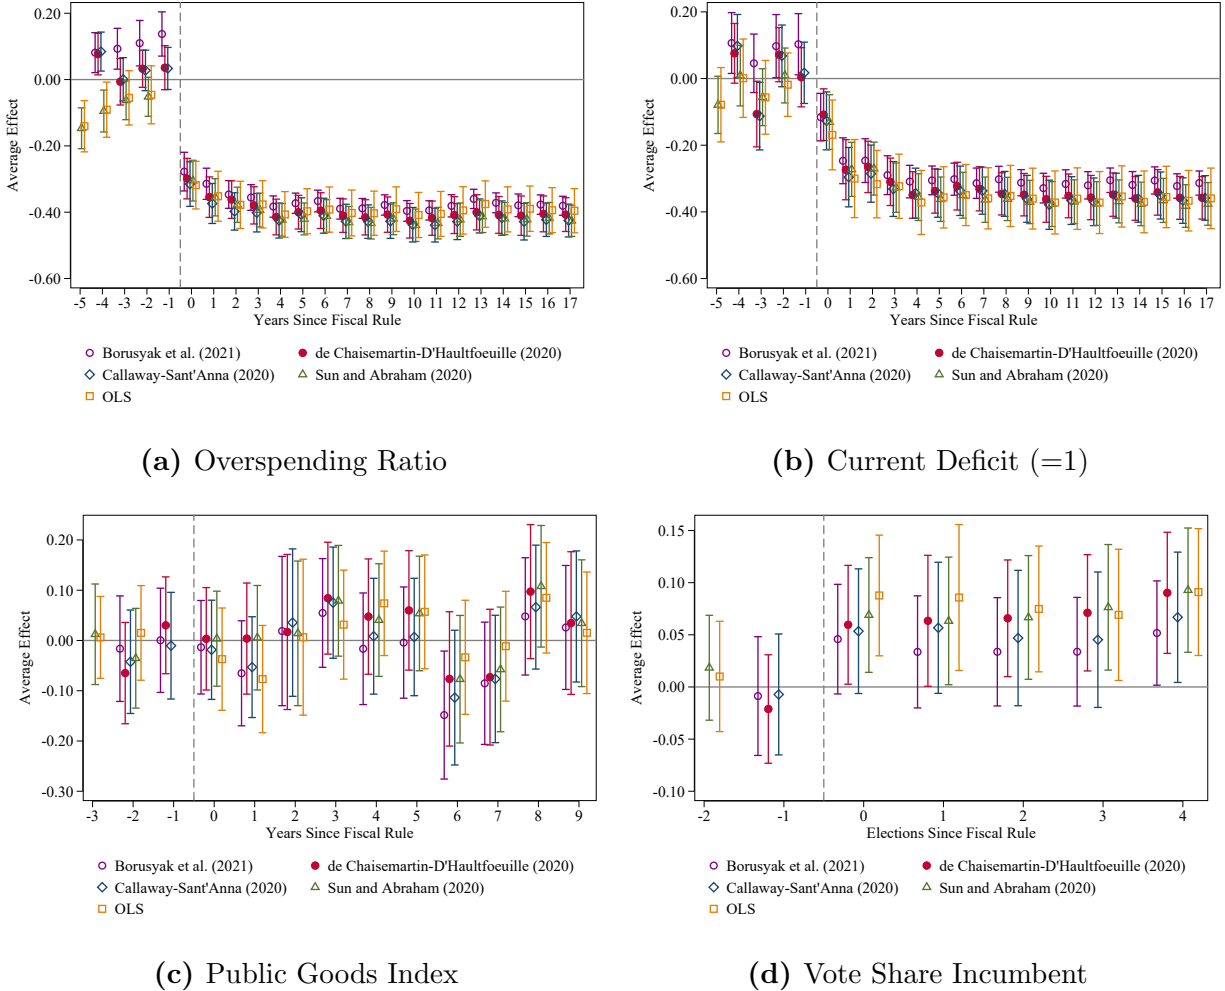 0.20
0.00
-0.20
-0.40
-0.60
Average Effect
-5 -4 -3 -2 -1 0 1 2 3 4 5 6 7 8 9 10 11 12 13 14 15 16 17
Years Since Fiscal Rule
Borusyak et al. (2021) de Chaisemartin-D'Haultfoeuille (2020)
Callaway-Sant'Anna (2020) Sun and Abraham (2020)
OLS
(a) Overspending Ratio
0.20
0.00
-0.20
-0.40
-0.60
Average Effect
-5 -4 -3 -2 -1 0 1 2 3 4 5 6 7 8 9 10 11 12 13 14 15 16 17
Years Since Fiscal Rule
Borusyak et al. (2021) de Chaisemartin-D'Haultfoeuille (2020)
Callaway-Sant'Anna (2020) Sun and Abraham (2020)
OLS
(b) Current Deficit (=1)
0.20
0.10
0.00
-0.10
-0.20
-0.30
Average Effect
-3 -2 -1 0 1 2 3 4 5 6 7 8 9
Years Since Fiscal Rule
Borusyak et al. (2021) de Chaisemartin-D'Haultfoeuille (2020)
Callaway-Sant'Anna (2020) Sun and Abraham (2020)
OLS
(c) Public Goods Index
0.15
0.10
0.05
0.00
-0.05
-0.10
Average Effect
-2 -1 0 1 2 3 4
Elections Since Fiscal Rule
Borusyak et al. (2021) de Chaisemartin-D'Haultfoeuille (2020)
Callaway-Sant'Anna (2020) Sun and Abraham (2020)
OLS
(d) Vote Share Incumbent